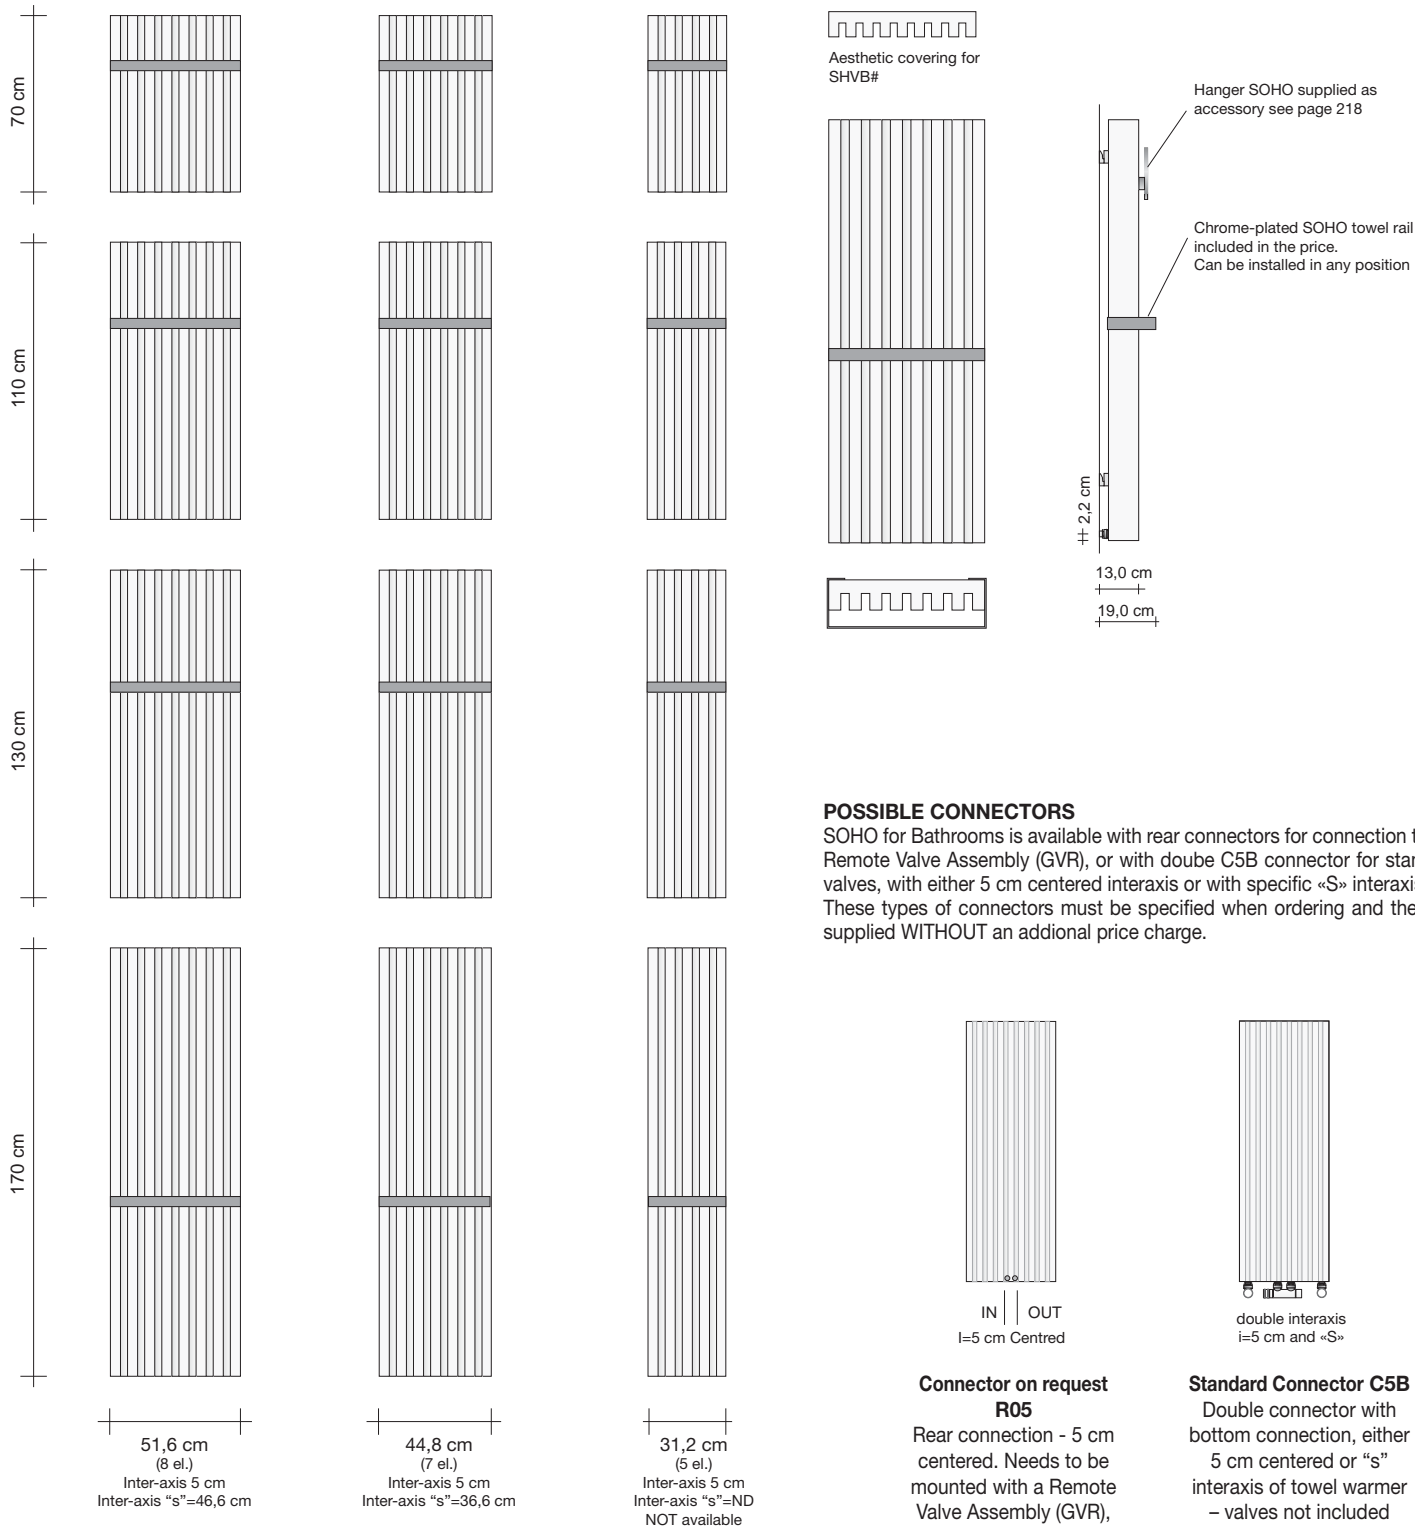 70 cm
110 cm
130 cm
170 cm
51,6 cm
(8 el.)
Inter-axis 5 cm
Inter-axis “s”=46,6 cm
44,8 cm
(7 el.)
Inter-axis 5 cm
Inter-axis “s”=36,6 cm
31,2 cm
(5 el.)
Inter-axis 5 cm
Inter-axis “s”=ND
NOT available
Aesthetic covering for
SHVB#
Hanger SOHO supplied as
accessory see page 218
Chrome-plated SOHO towel rail
included in the price.
Can be installed in any position
2,2 cm
13,0 cm
19,0 cm
POSSIBLE CONNECTORS
SOHO for Bathrooms is available with rear connectors for connection
Remote Valve Assembly (GVR), or with doube C5B connector for
valves, with either 5 cm centered interaxis or with specific «S»
These types of connectors must be specified when ordering and
supplied WITHOUT an addional price charge.
IN OUT
I=5 cm Centred
Connector on request
R05
Rear connection - 5 cm
centered. Needs to be
mounted with a Remote
Valve Assembly (GVR),
double interaxis
i=5 cm and «S»
Standard Connector C5B
Double connector with
bottom connection, either
5 cm centered or “s”
interaxis of towel warmer
– valves not included